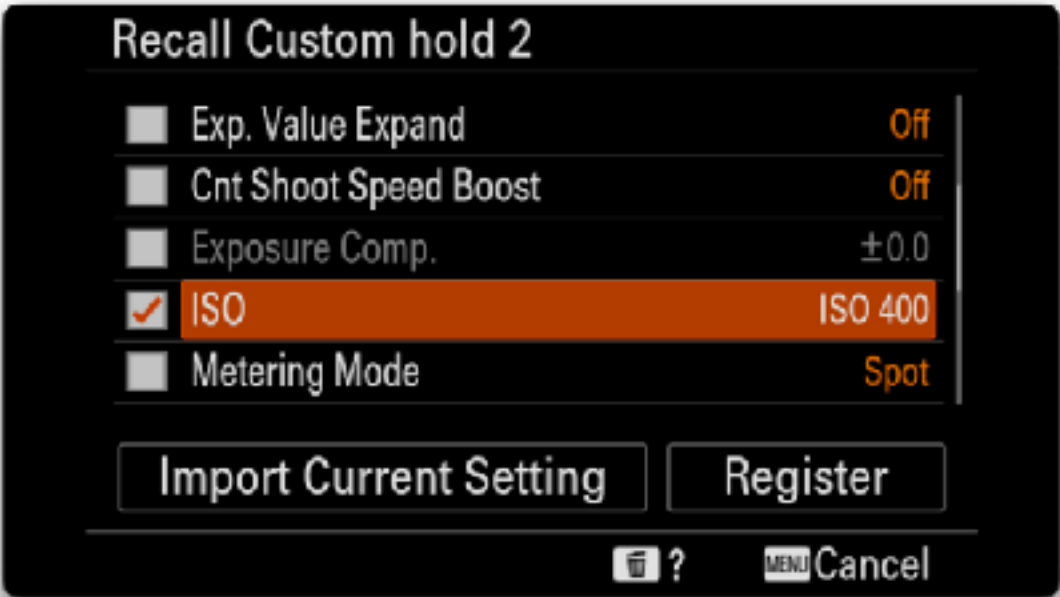 Recall Custom hold 2
Exp. Value Expand Off
Cnt Shoot Speed Boost Off
Exposure Comp. ±0.0
ISO ISO 400
Metering Mode Spot
Import Current Setting Register
? MENU Cancel